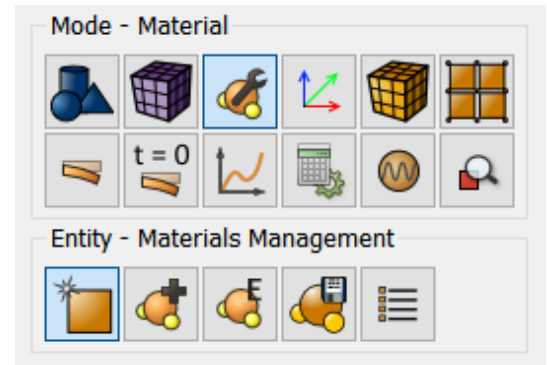 Mode - Material
t = 0
Entity - Materials Management
E